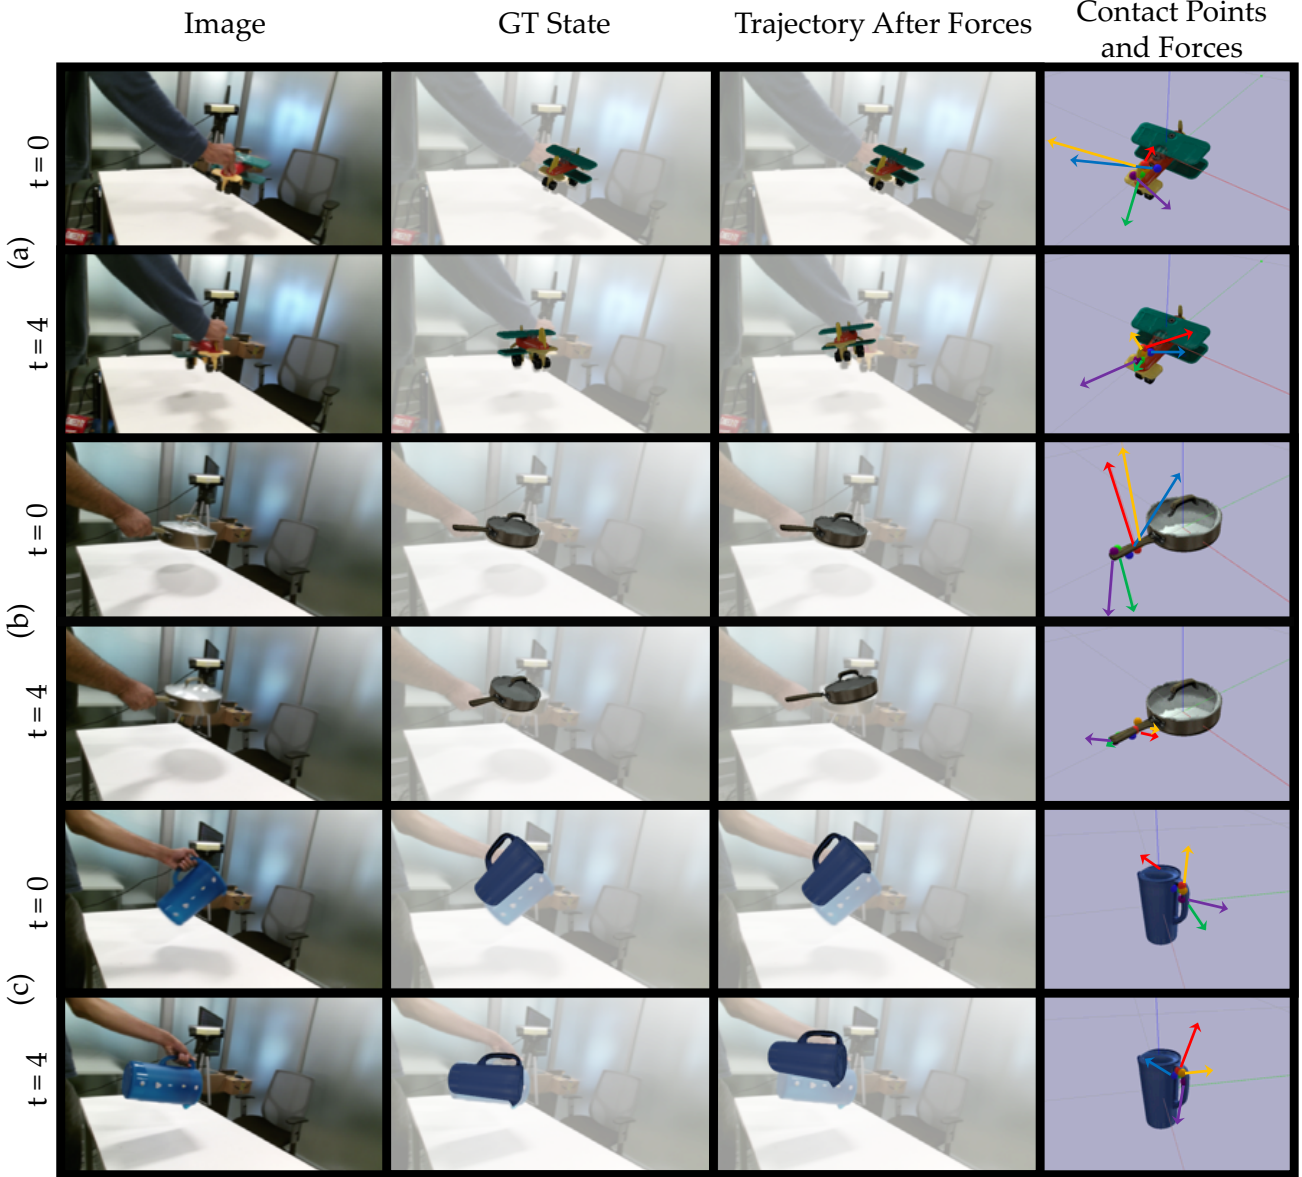 Image
GT State
Trajectory After Forces
Contact Points
and Forces
(a)
t = 0
t = 4
(b)
t = 0
t = 4
(c)
t = 0
t = 4